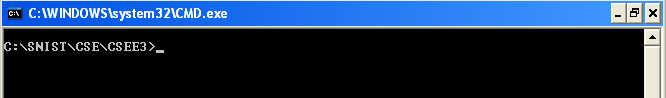 C:\WINDOWS\system32\CMD.exe
C:\SNIST\CSE\CSEE3>_